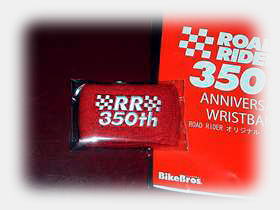 RR
350th
ROAD
RIDE
350
ANNIVERS
WRISTBA
ROAD RIDER オリジナル
BikeBros.